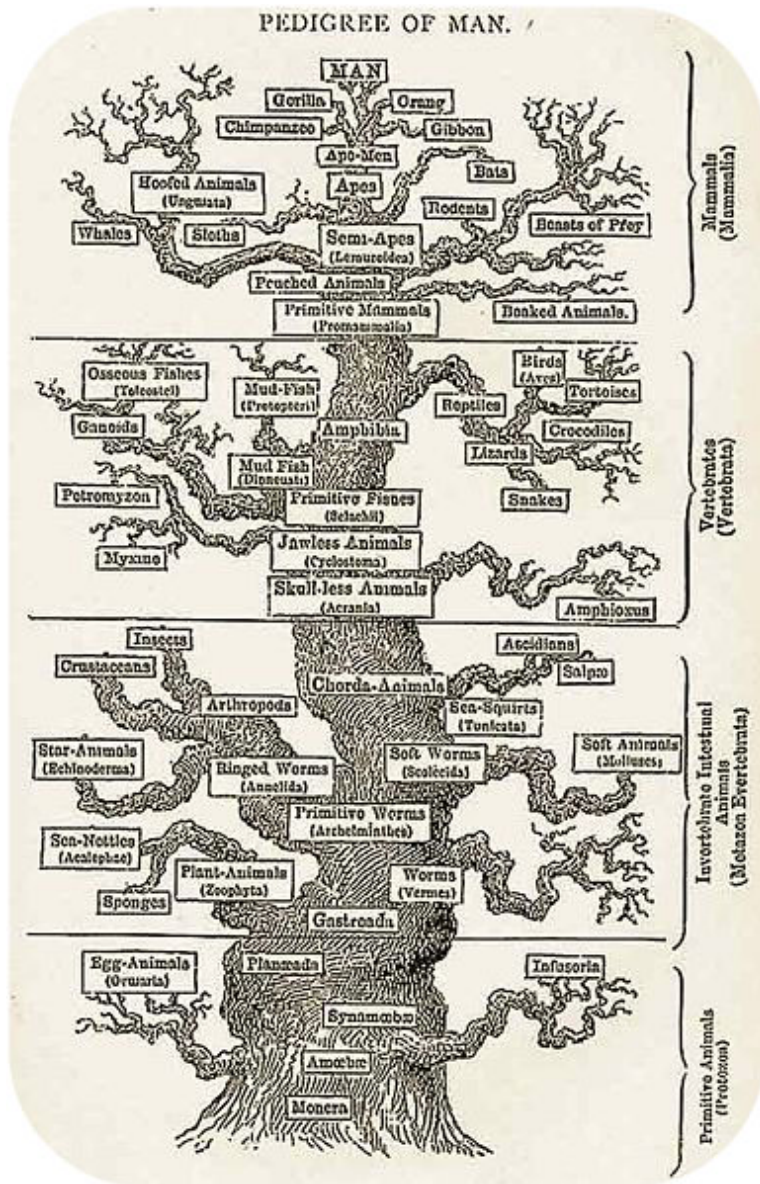 PEDIGREE OF MAN.
MAN
Gorilla
Orang
Chimpanzee
Gibbon
Ape-Men
Bats
Apes
Hoofed Animals
(Ungulata)
Rodents
Whales
Sloths
Semi-Apes
(Lemuroidea)
Beasts of Prey
Pouched Animals
Primitive Mammals
(Promammalia)
Beaked Animals.
Mammals
(Mammalia)
Osseous Fishes
(Teleostei)
Mud-Fish
(Protopteri)
Birds
(Aves)
Tortoises
Reptiles
Ganoids
Amphibia
Crocodiles
Lizards
Mud Fish
(Dipneusti)
Petromyzon
Primitive Fishes
(Selachii)
Snakes
Jawless Animals
(Cyclostoma)
Myxine
Skull-less Animals
(Acrania)
Amphioxus
Vertebrates
(Vertebrata)
Insects
Ascidians
Crustaceans
Salpæ
Chorda-Animals
Arthropods
Sea-Squirts
(Tunicata)
Star-Animals
(Echinoderma)
Ringed Worms
(Annelida)
Soft Worms
(Scolecida)
Soft Animals
(Molluscs)
Primitive Worms
(Archelminthes)
Sea-Nettles
(Acalephae)
Plant-Animals
(Zoophyta)
Worms
(Vermes)
Sponges
Gastreada
Invertebrate Intestinal
Animals
(Metazoa Evertebrata)
Egg-Animals
(Ovularia)
Planæada
Infusoria
Synamœbæ
Amœbæ
Monera
Primitive Animals
(Protozoa)